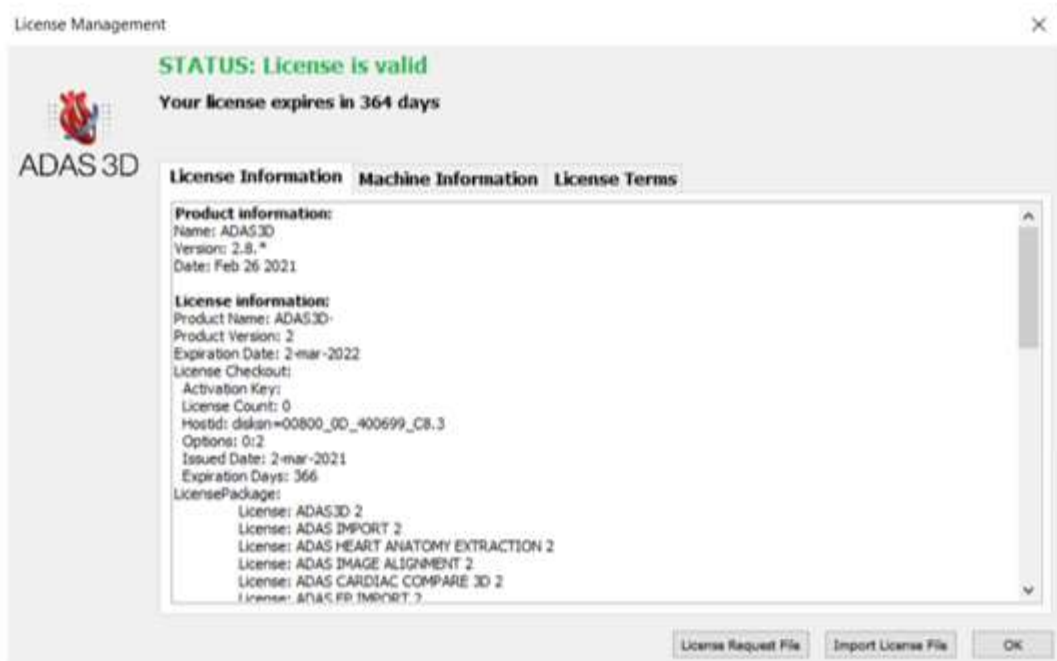 License Management
STATUS: License is valid
Your license expires in 364 days
ADAS 3D
License Information Machine Information License Terms
Product information:
Name: ADAS3D
Version: 2.8.*
Date: Feb 26 2021
License information:
Product Name: ADAS3D-
Product Version: 2
Expiration Date: 2-mar-2022
License Checkout:
Activation Key:
License Count: 0
Hostid: disksn=00800_0D_400699_C8.3
Options: 0:2
Issued Date: 2-mar-2021
Expiration Days: 366
LicensePackage:
License: ADAS3D 2
License: ADAS IMPORT 2
License: ADAS HEART ANATOMY EXTRACTION 2
License: ADAS IMAGE ALIGNMENT 2
License: ADAS CARDIAC COMPARE 3D 2
License: ADAS EP IMPORT 2
License Request File Import License File OK